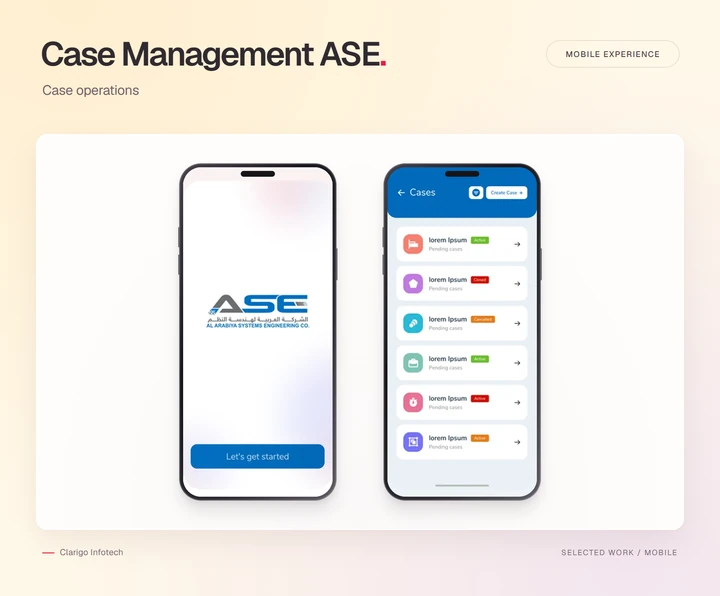 Case Management ASE.
MOBILE EXPERIENCE
Case operations
ASE
الشركة العربية لهندسة النظم
AL ARABIYA SYSTEMS ENGINEERING CO.
Let's get started
← Cases
Create Case +
lorem Ipsum Active
Pending cases
lorem Ipsum Closed
Pending cases
lorem Ipsum Cancelled
Pending cases
lorem Ipsum Active
Pending cases
lorem Ipsum Active
Pending cases
lorem Ipsum Active
Pending cases
Clarigo Infotech
SELECTED WORK / MOBILE